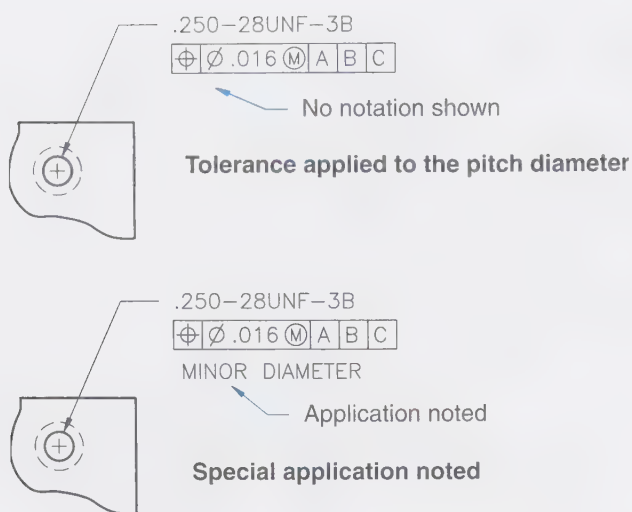 .250-28UNF-3B
⌖ Ø .016 Ⓜ A B C
No notation shown
Tolerance applied to the pitch diameter
.250-28UNF-3B
⌖ Ø .016 Ⓜ A B C
MINOR DIAMETER
Application noted
Special application noted